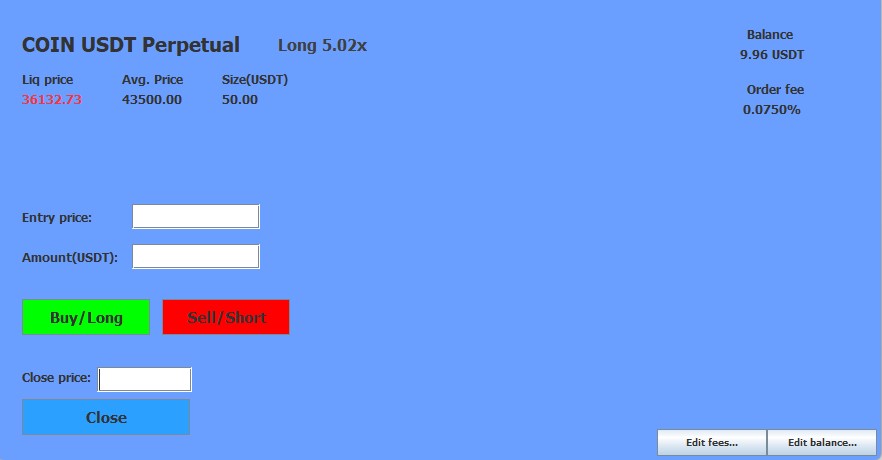 COIN USDT Perpetual Long 5.02x
Balance
9.96 USDT
Liq price Avg. Price Size(USDT)
36132.73 43500.00 50.00
Order fee
0.0750%
Entry price:
Amount(USDT):
Buy/Long Sell/Short
Close price:
Close
Edit fees... Edit balance...